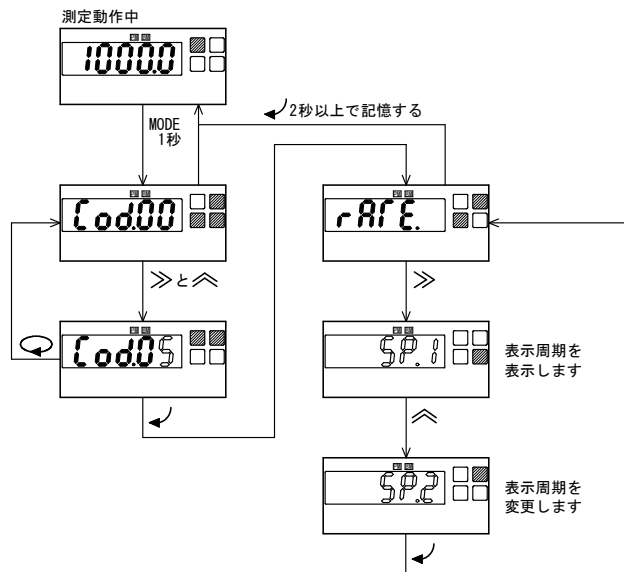 測定動作中
1000.0
MODE
1秒
2秒以上で記憶する
Cod.00
rATE.
と
Cod.05
SP.1
表示周期を
表示します
SP.2
表示周期を
変更します